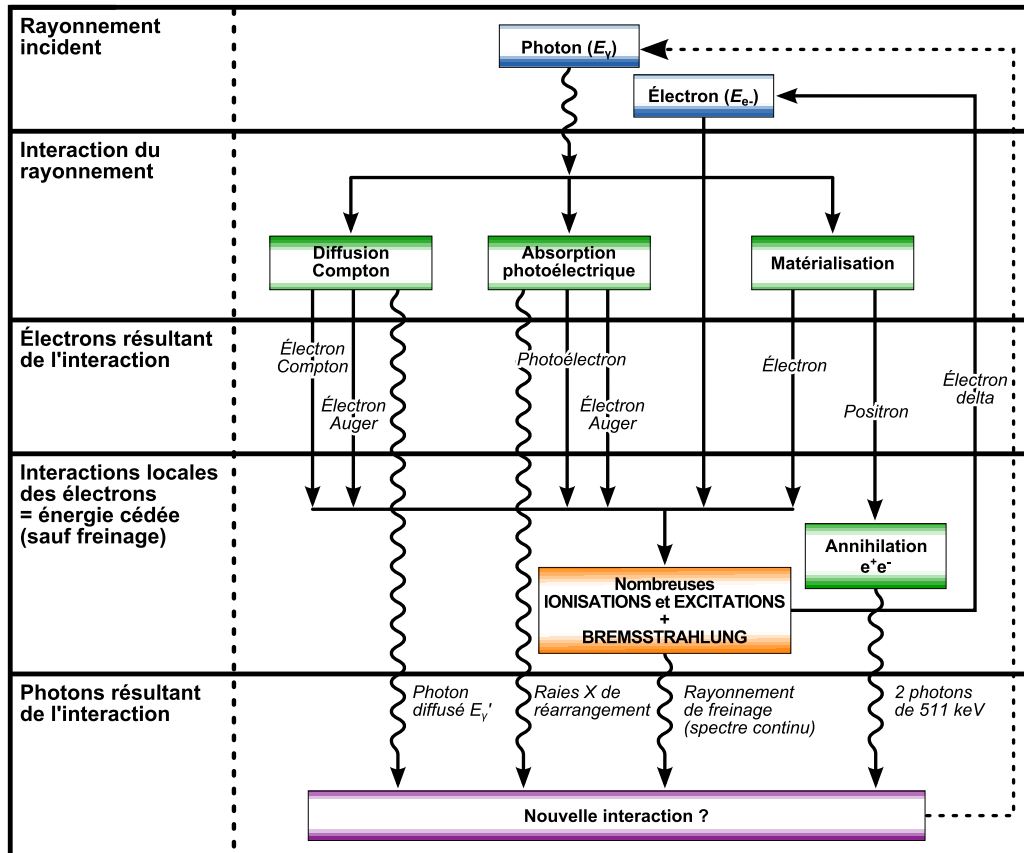 Rayonnement
incident
Photon (Eγ)
Électron (Ee-)
Interaction du
rayonnement
Diffusion
Compton
Absorption
photoélectrique
Matérialisation
Électrons résultant
de l'interaction
Électron
Compton
Électron
Auger
Photoélectron
Électron
Auger
Électron
Positron
Électron
delta
Interactions locales
des électrons
= énergie cédée
(sauf freinage)
Annihilation
e+e-
Nombreuses
IONISATIONS et EXCITATIONS
+
BREMSSTRAHLUNG
Photons résultant
de l'interaction
Photon
diffusé Eγ'
Raies X de
réarrangement
Rayonnement
de freinage
(spectre continu)
2 photons
de 511 keV
Nouvelle interaction ?